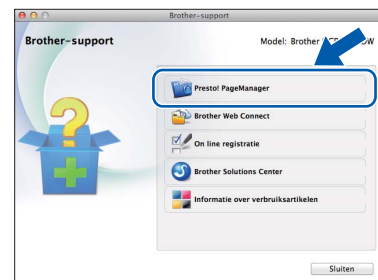 Brother-support
Brother-support
Model: Brother
Presto! PageManager
Brother Web Connect
On line registratie
Brother Solutions Center
Informatie over verbruiksartikelen
Sluiten